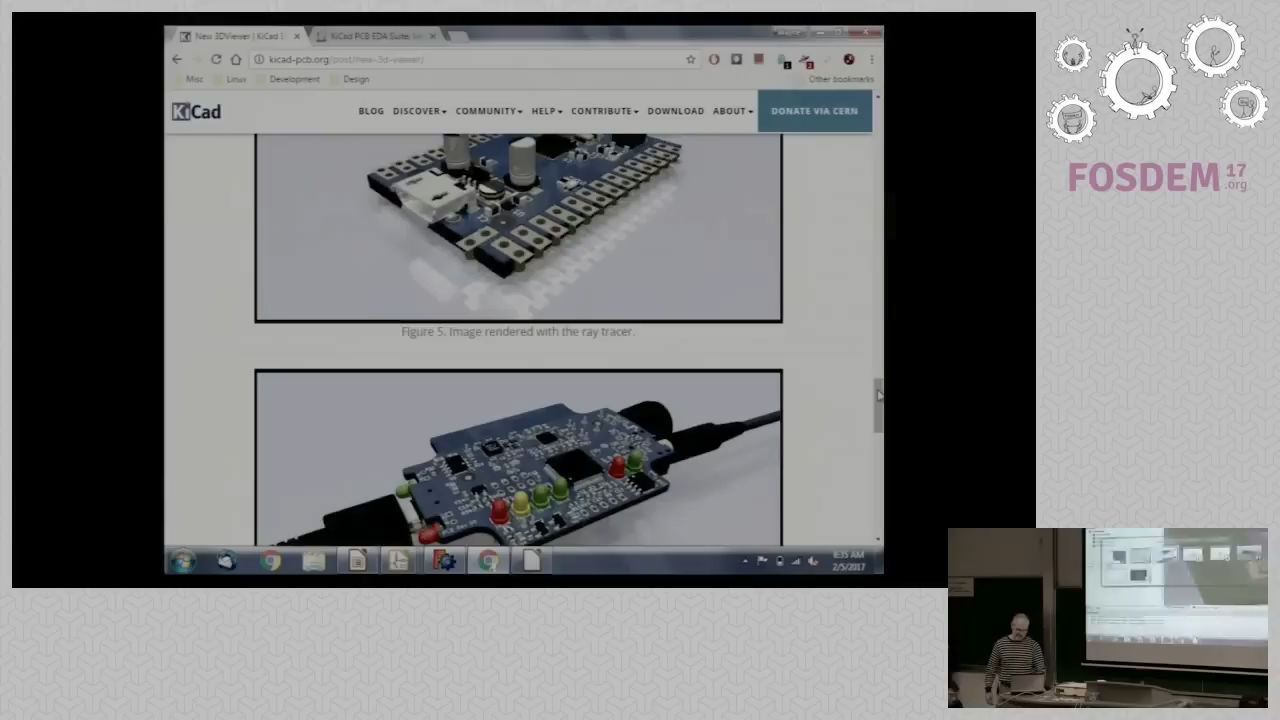 New 3DViewer | KiCad E
KiCad PCB EDA Suite
kicad-pcb.org/post/new-3d-viewer/
Misc
Linux
Development
Design
Other bookmarks
KiCad
BLOG DISCOVER COMMUNITY HELP CONTRIBUTE DOWNLOAD ABOUT
DONATE VIA CERN
Figure 5. Image rendered with the ray tracer.
8:35 AM
2/5/2017
FOSDEM 17
.org